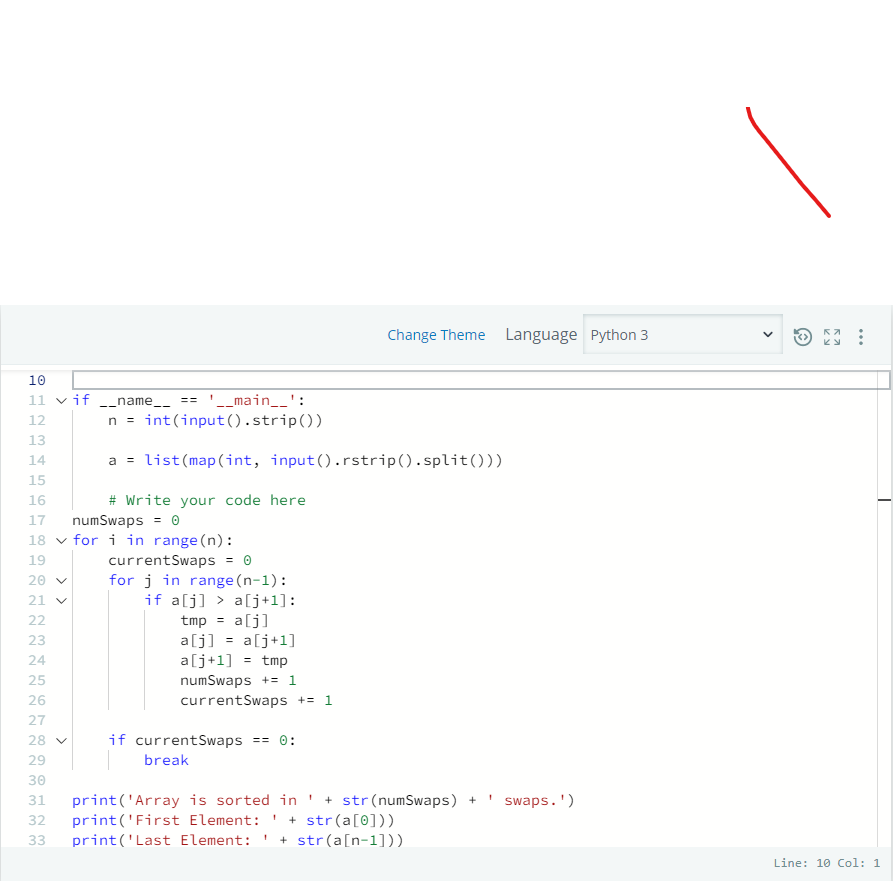 Change Theme Language Python 3
10
11 if __name__ == '__main__':
12     n = int(input().strip())
13
14     a = list(map(int, input().rstrip().split()))
15
16     # Write your code here
17 numSwaps = 0
18 for i in range(n):
19     currentSwaps = 0
20     for j in range(n-1):
21         if a[j] > a[j+1]:
22             tmp = a[j]
23             a[j] = a[j+1]
24             a[j+1] = tmp
25             numSwaps += 1
26             currentSwaps += 1
27
28     if currentSwaps == 0:
29         break
30
31 print('Array is sorted in ' + str(numSwaps) + ' swaps.')
32 print('First Element: ' + str(a[0]))
33 print('Last Element: ' + str(a[n-1]))
Line: 10 Col: 1